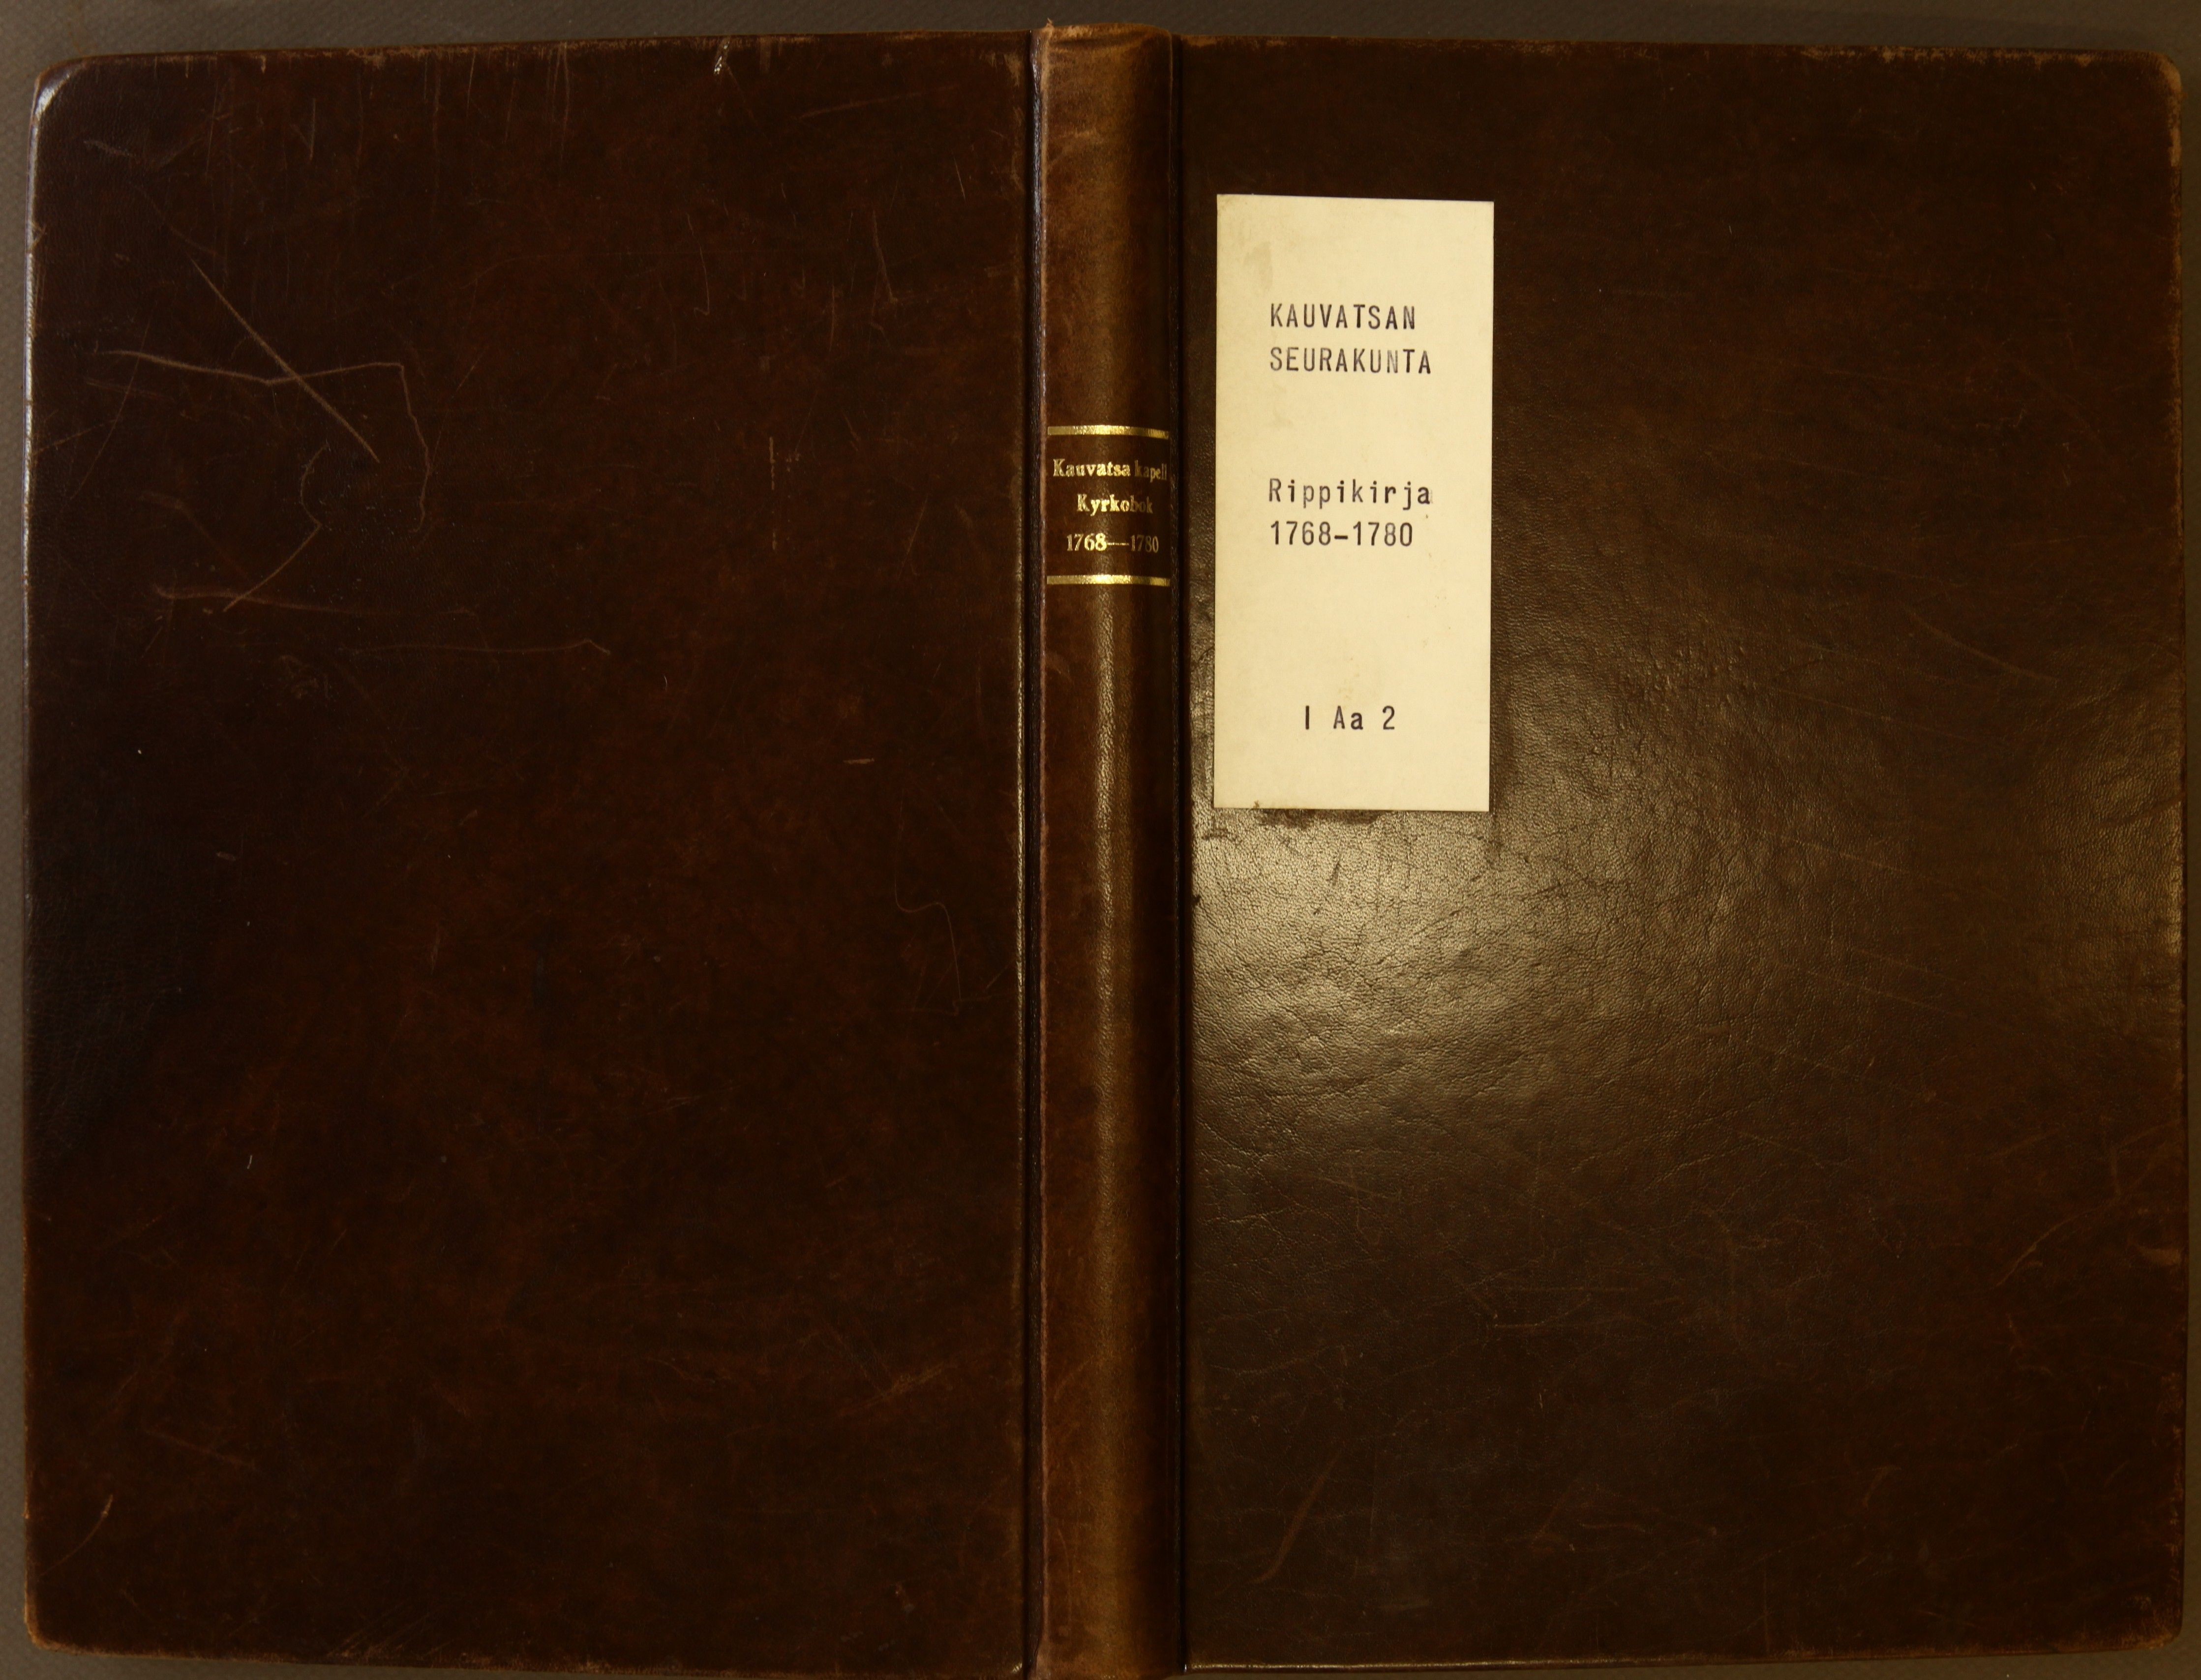 Kauvatsa kapell
Kyrkobok
1768—1780
KAUVATSAN
SEURAKUNTA
Rippikirja
1768-1780
I Aa 2